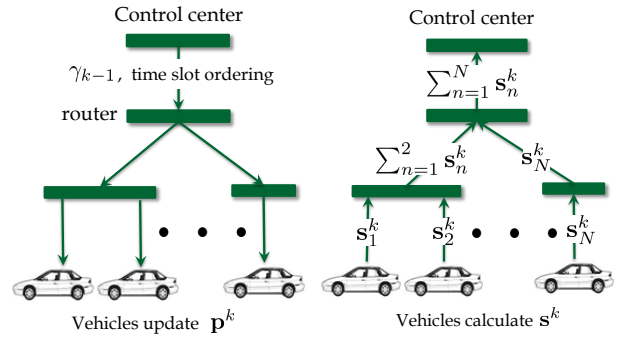 Control center
γ_{k−1}, time slot ordering
router
Vehicles update p^k
Control center
∑_{n=1}^{N} s_n^k
∑_{n=1}^{2} s_n^k
s_N^k
s_1^k
s_2^k
s_N^k
Vehicles calculate s^k